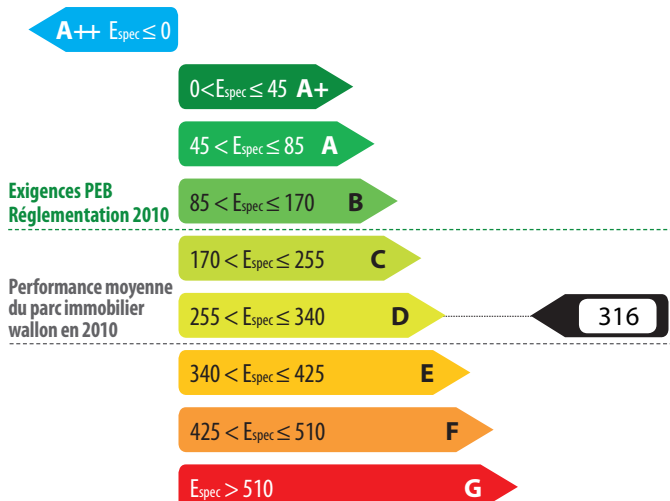 A++ Espec ≤ 0
0 < Espec ≤ 45 A+
45 < Espec ≤ 85 A
Exigences PEB
Réglementation 2010
85 < Espec ≤ 170 B
170 < Espec ≤ 255 C
Performance moyenne
du parc immobilier
wallon en 2010
255 < Espec ≤ 340 D
316
340 < Espec ≤ 425 E
425 < Espec ≤ 510 F
Espec > 510 G